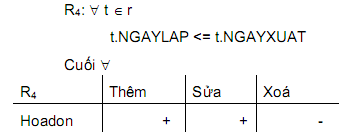 R₄: ∀ t ∈ r
t.NGAYLAP <= t.NGAYXUAT
Cuối ∀
R₄ Thêm Sửa Xoá
Hoadon + + -